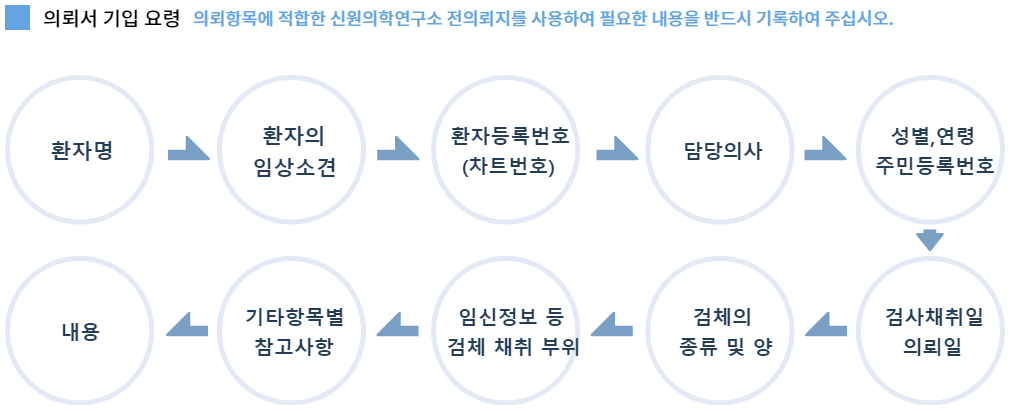 의뢰서 기입 요령 의뢰항목에 적합한 신원의학연구소 전의뢰지를 사용하여 필요한 내용을 반드시 기록하여 주십시오.
환자명
환자의
임상소견
환자등록번호
(차트번호)
담당의사
성별,연령
주민등록번호
검사채취일
의뢰일
검체의
종류 및 양
임신정보 등
검체 채취 부위
기타항목별
참고사항
내용